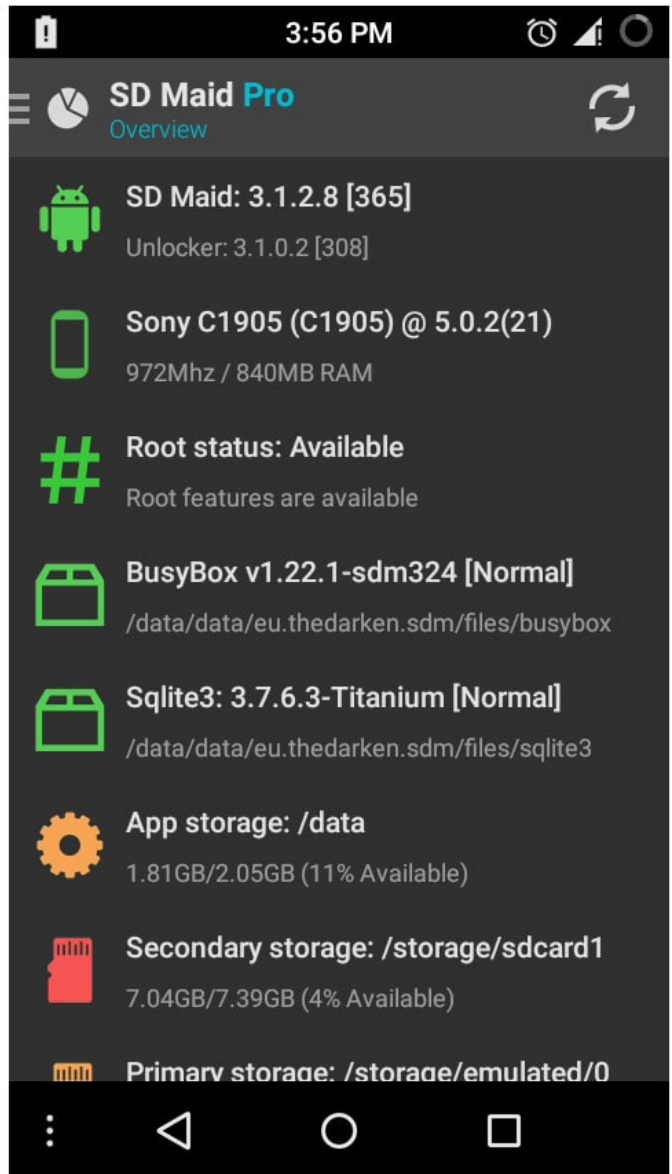 3:56 PM
SD Maid Pro
Overview
SD Maid: 3.1.2.8 [365]
Unlocker: 3.1.0.2 [308]
Sony C1905 (C1905) @ 5.0.2(21)
972Mhz / 840MB RAM
Root status: Available
Root features are available
BusyBox v1.22.1-sdm324 [Normal]
/data/data/eu.thedarken.sdm/files/busybox
Sqlite3: 3.7.6.3-Titanium [Normal]
/data/data/eu.thedarken.sdm/files/sqlite3
App storage: /data
1.81GB/2.05GB (11% Available)
Secondary storage: /storage/sdcard1
7.04GB/7.39GB (4% Available)
Primary storage: /storage/emulated/0